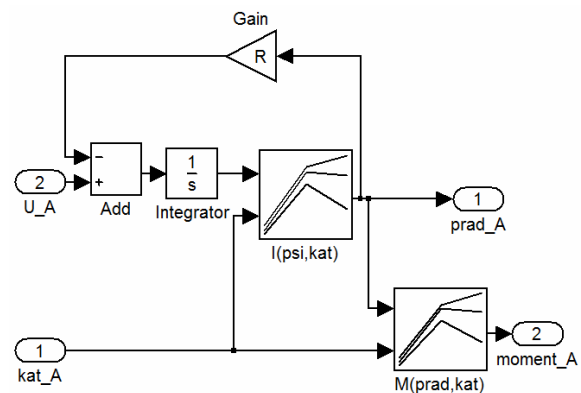 Gain
R
−
+
2
U_A
Add
1
s
Integrator
I(psi,kat)
1
prad_A
1
kat_A
M(prad,kat)
2
moment_A